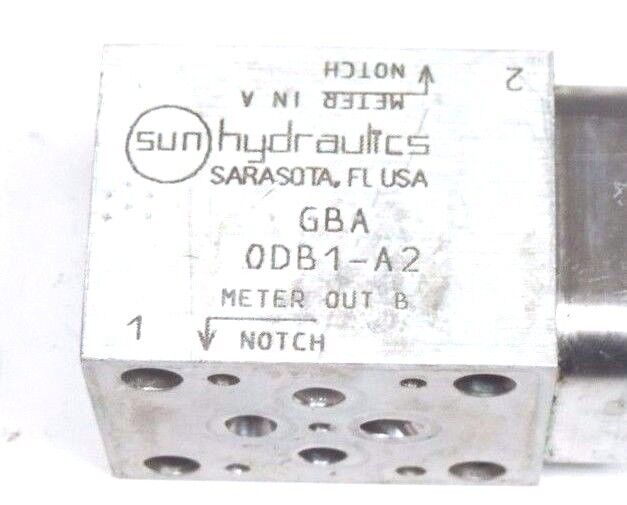 2
NOTCH
METER IN A
sun hydraulics
SARASOTA, FL USA
GBA
ODB1-A2
METER OUT B
1
NOTCH